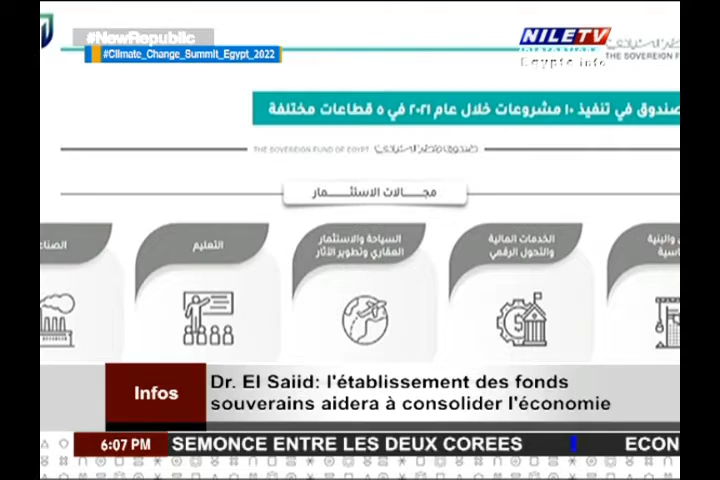 #NewRepublic
#Climate_Change_Summit_Egypt_2022
NILE TV
INTERNATIONAL
Egypte info
THE SOVEREIGN F
صندوق في تنفيذ ١٠ مشروعات خلال عام ٢٠٢١ في ٥ قطاعات مختلفة
THE SOVEREIGN FUND OF EGYPT
مجالات الاستثمار
التعليم
السياحة والاستثمار
العقاري وتطوير الآثار
الخدمات المالية
والتحول الرقمي
والبنية
Infos
Dr. El Saiid: l'établissement des fonds
souverains aidera à consolider l'économie
6:07 PM
SEMONCE ENTRE LES DEUX COREES
ECON